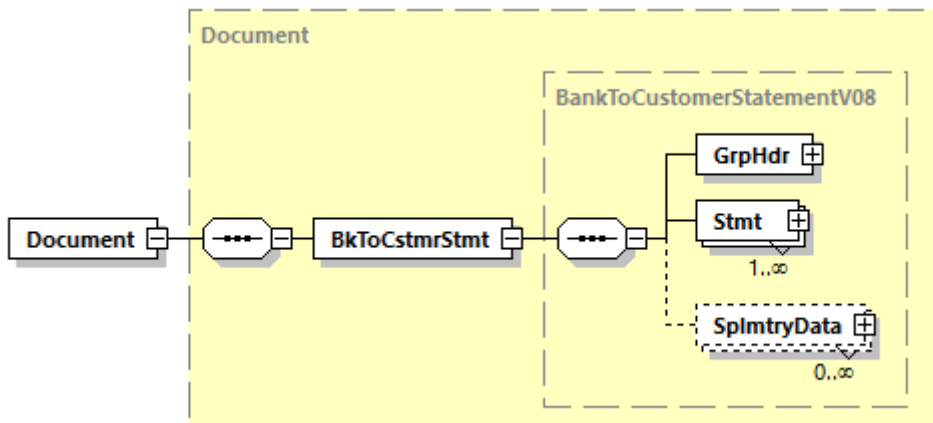 Document
BankToCustomerStatementV08
GrpHdr
Document
BkToCstmrStmt
Stmt
1..∞
SplmtryData
0..∞